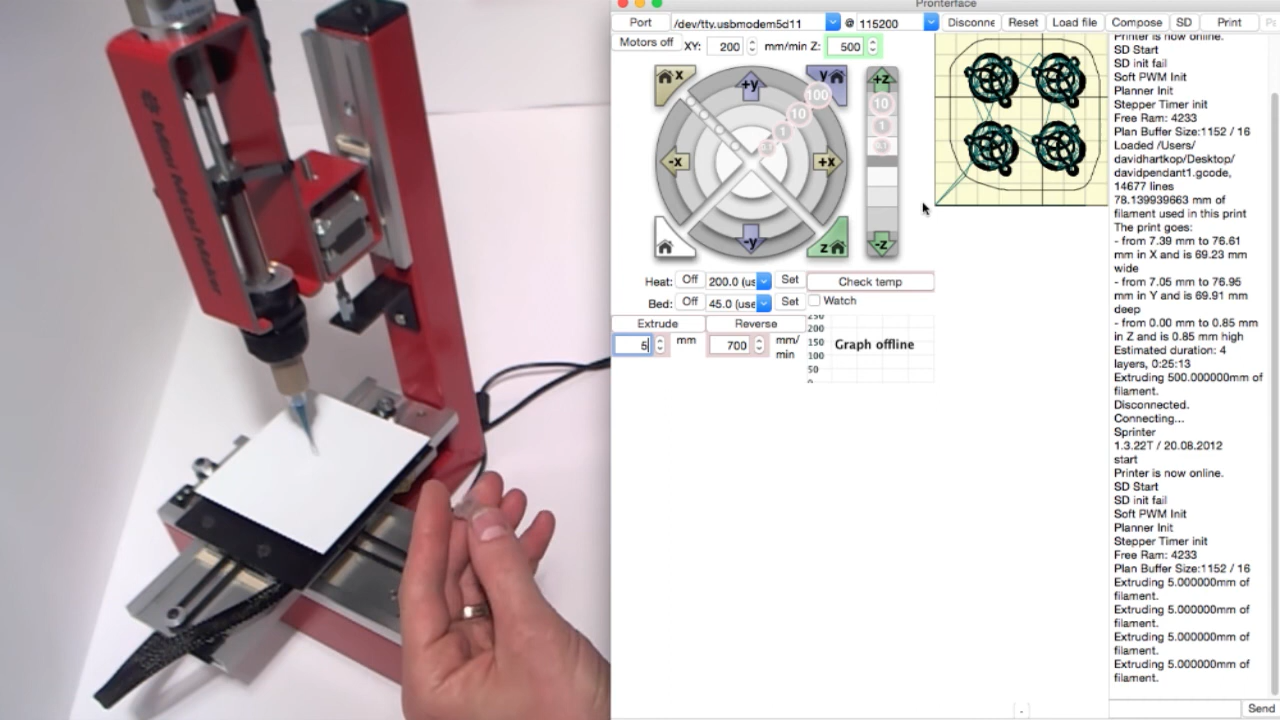 Mini Metal Maker
Pronterface
Port
/dev/tty.usbmodem5d11
@
115200
Disconne
Reset
Load file
Compose
SD
Print
Motors off
XY:
200
mm/min Z:
500
x
y
+y
-x
+x
-y
z
100
10
1
+z
10
1
-z
Heat:
Off
200.0 (us
Set
Check temp
Bed:
Off
45.0 (use
Set
Watch
Extrude
Reverse
5
mm
700
mm/
min
250
200
150
100
50
0
Graph offline
Printer is now online.
SD Start
SD init fail
Soft PWM Init
Planner Init
Stepper Timer init
Free Ram: 4233
Plan Buffer Size:1152 / 16
Loaded /Users/
davidhartkop/Desktop/
davidpendant1.gcode,
14677 lines
78.139939663 mm of
filament used in this print
The print goes:
- from 7.39 mm to 76.61
mm in X and is 69.23 mm
wide
- from 7.05 mm to 76.95
mm in Y and is 69.91 mm
deep
- from 0.00 mm to 0.85 mm
in Z and is 0.85 mm high
Estimated duration: 4
layers, 0:25:13
Extruding 500.000000mm of
filament.
Disconnected.
Connecting...
Sprinter
1.3.22T / 20.08.2012
start
Printer is now online.
SD Start
SD init fail
Soft PWM Init
Planner Init
Stepper Timer init
Free Ram: 4233
Plan Buffer Size:1152 / 16
Extruding 5.000000mm of
filament.
Extruding 5.000000mm of
filament.
Extruding 5.000000mm of
filament.
Extruding 5.000000mm of
filament.
Send